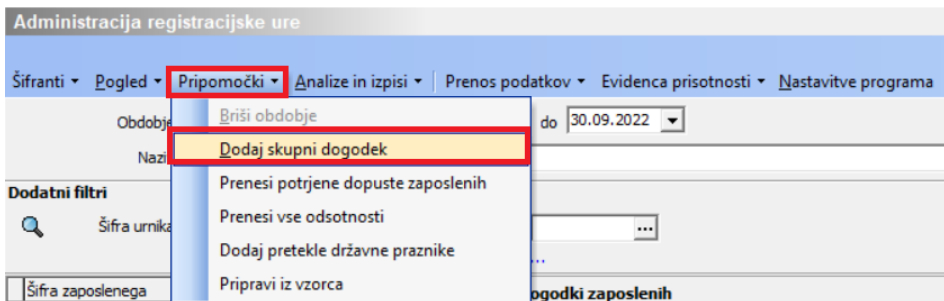 Administracija registracijske ure
Šifranti Pogled Pripomočki Analize in izpisi Prenos podatkov Evidenca prisotnosti Nastavitve programa
Briši obdobje
Obdobje do 30.09.2022
Dodaj skupni dogodek
Nazi
Prenesi potrjene dopuste zaposlenih
Dodatni filtri
Prenesi vse odsotnosti
Šifra urnika ...
Dodaj pretekle državne praznike
...
Pripravi iz vzorca
Šifra zaposlenega ogodki zaposlenih